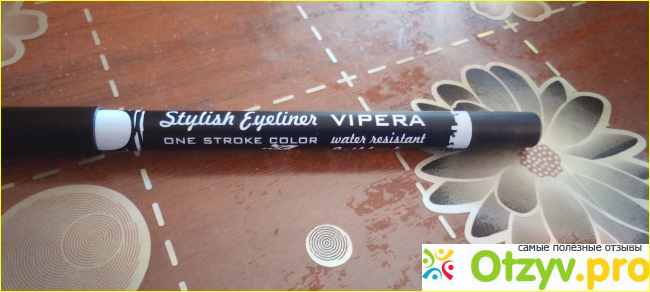 Stylish Eyeliner VIPERA
ONE STROKE COLOR water resistant
самые полезные отзывы
Otzyv.pro